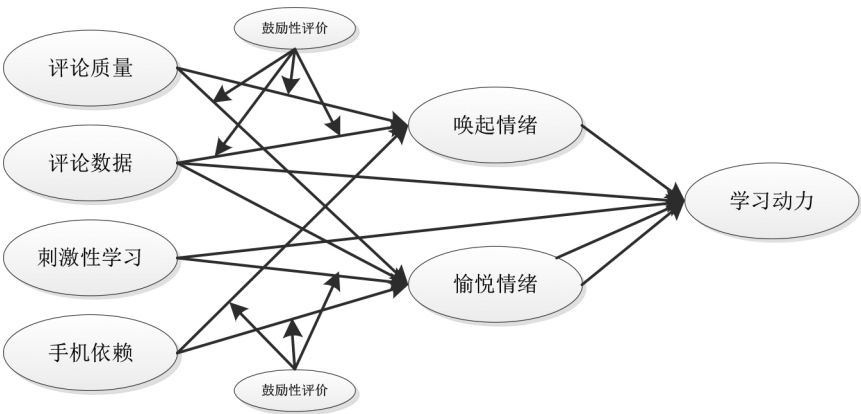 鼓励性评价
评论质量
唤起情绪
评论数据
学习动力
刺激性学习
愉悦情绪
手机依赖
鼓励性评价